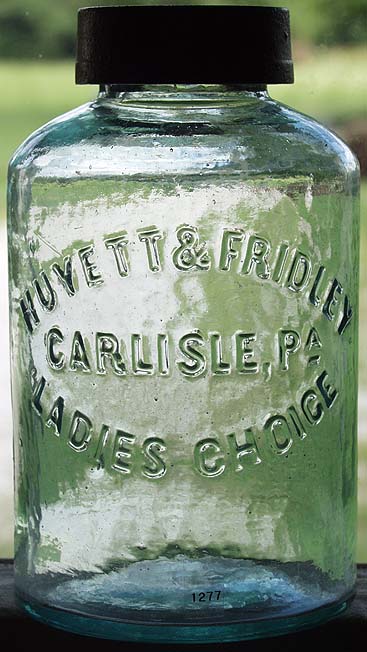 HUYETT & FRIDLEY
CARLISLE, PA
LADIES CHOICE
1277